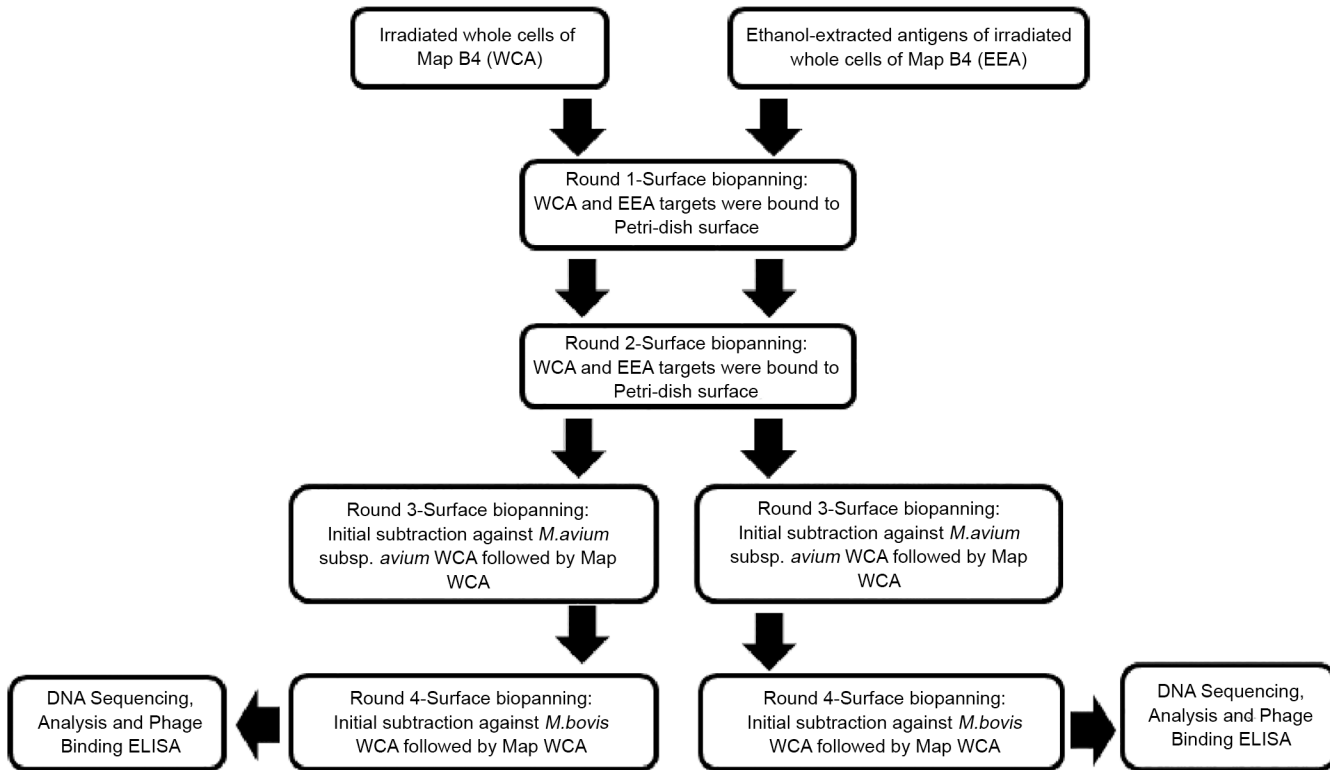 Irradiated whole cells of
Map B4 (WCA)
Ethanol-extracted antigens of irradiated
whole cells of Map B4 (EEA)
Round 1-Surface biopanning:
WCA and EEA targets were bound to
Petri-dish surface
Round 2-Surface biopanning:
WCA and EEA targets were bound to
Petri-dish surface
Round 3-Surface biopanning:
Initial subtraction against M.avium
subsp. avium WCA followed by Map
WCA
Round 3-Surface biopanning:
Initial subtraction against M.avium
subsp. avium WCA followed by Map
WCA
DNA Sequencing,
Analysis and Phage
Binding ELISA
Round 4-Surface biopanning:
Initial subtraction against M.bovis
WCA followed by Map WCA
Round 4-Surface biopanning:
Initial subtraction against M.bovis
WCA followed by Map WCA
DNA Sequencing,
Analysis and Phage
Binding ELISA